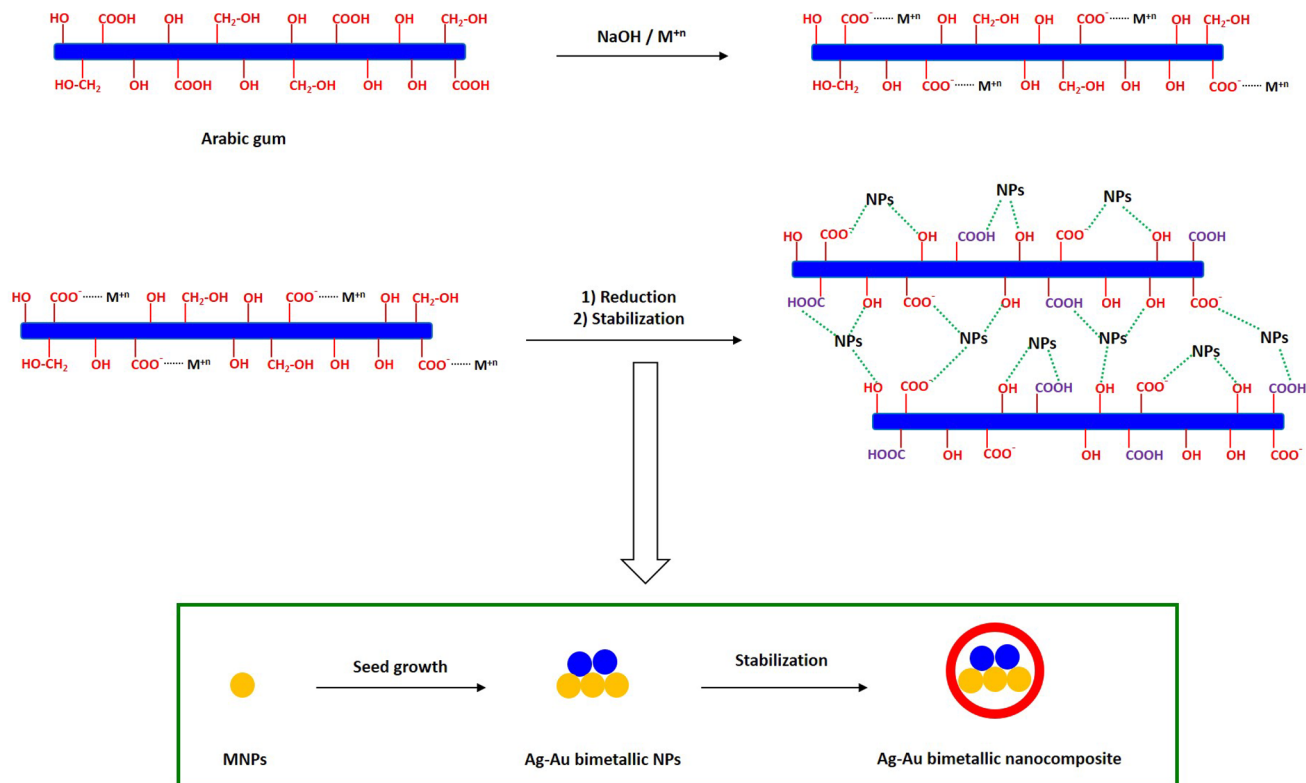 HO COOH OH CH₂-OH OH COOH OH CH₂-OH
HO-CH₂ OH COOH OH CH₂-OH OH OH COOH
Arabic gum
NaOH / M⁺ⁿ
HO COO⁻ ······ M⁺ⁿ OH CH₂-OH OH COO⁻ ······ M⁺ⁿ OH CH₂-OH
HO-CH₂ OH COO⁻ ······ M⁺ⁿ OH CH₂-OH OH OH COO⁻ ······ M⁺ⁿ
HO COO⁻ ······ M⁺ⁿ OH CH₂-OH OH COO⁻ ······ M⁺ⁿ OH CH₂-OH
HO-CH₂ OH COO⁻ ······ M⁺ⁿ OH CH₂-OH OH OH COO⁻ ······ M⁺ⁿ
1) Reduction
2) Stabilization
NPs NPs NPs
HO COO⁻ OH COOH OH COO⁻ OH COOH
HOOC OH COO⁻ OH COOH OH OH COO⁻
NPs NPs NPs NPs NPs NPs
HO COO⁻ OH COOH OH COO⁻ OH COOH
HOOC OH COO⁻ OH COOH OH OH COO⁻
Seed growth
Stabilization
MNPs
Ag-Au bimetallic NPs
Ag-Au bimetallic nanocomposite